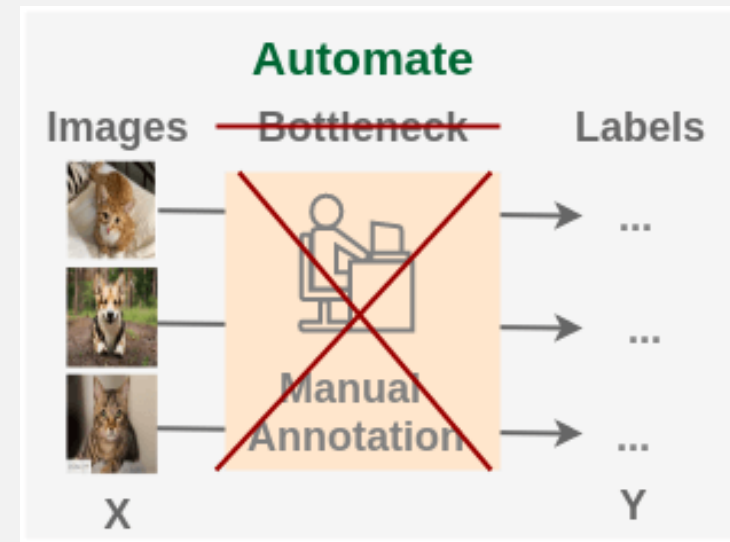 Automate
Images Bottleneck Labels
...
...
Manual
Annotation
...
X Y